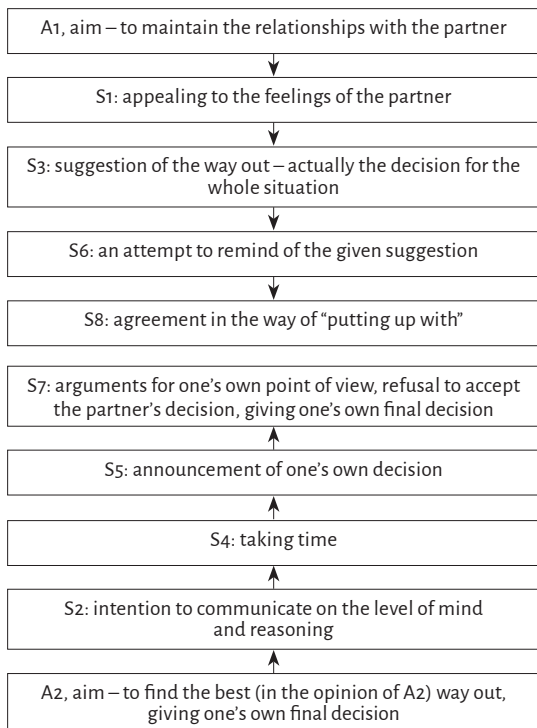 A1, aim – to maintain the relationships with the partner
S1: appealing to the feelings of the partner
S3: suggestion of the way out – actually the decision for the
whole situation
S6: an attempt to remind of the given suggestion
S8: agreement in the way of “putting up with”
S7: arguments for one’s own point of view, refusal to accept
the partner’s decision, giving one’s own final decision
S5: announcement of one’s own decision
S4: taking time
S2: intention to communicate on the level of mind
and reasoning
A2, aim – to find the best (in the opinion of A2) way out,
giving one’s own final decision